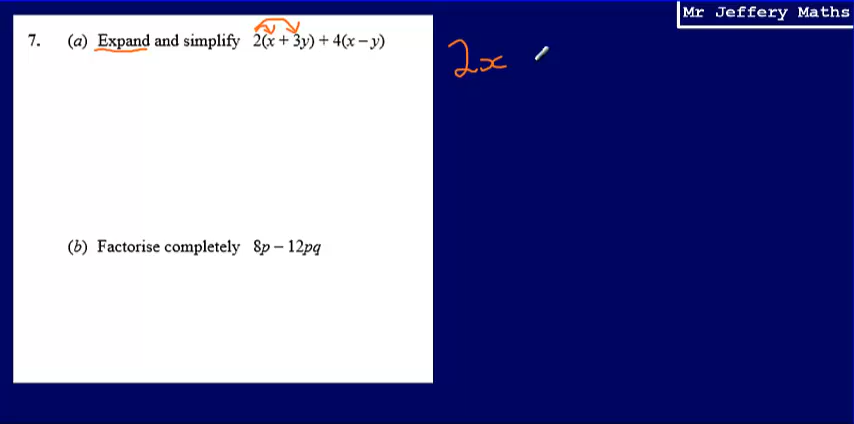 Mr Jeffery Maths
7. (a) Expand and simplify 2(x + 3y) + 4(x – y)
2x
(b) Factorise completely 8p – 12pq